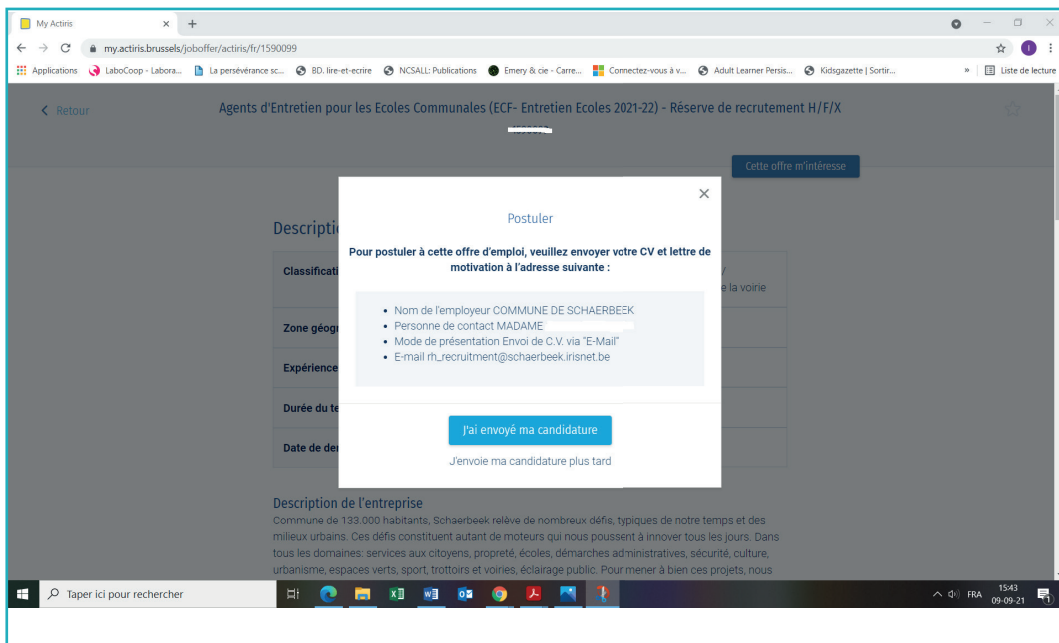 My Actiris
my.actiris.brussels/joboffer/actiris/fr/1590099
Applications LaboCoop - Labora... La persévérance sc... BD. lire-et-ecrire NCSALL: Publications Emery & cie - Carre... Connectez-vous à v... Adult Learner Persis... Kidsgazette | Sortir... » Liste de lecture
Retour
Agents d'Entretien pour les Ecoles Communales (ECF- Entretien Ecoles 2021-22) - Réserve de recrutement H/F/X
Cette offre m'intéresse
Postuler
Descripti
Pour postuler à cette offre d'emploi, veuillez envoyer votre CV et lettre de
motivation à l'adresse suivante :
Classificati
/
e la voirie
• Nom de l'employeur COMMUNE DE SCHAERBEEK
• Personne de contact MADAME
• Mode de présentation Envoi de C.V. via "E-Mail"
• E-mail rh_recruitment@schaerbeek.irisnet.be
Zone géogr
Expérience
Durée du te
Date de der
J'ai envoyé ma candidature
J'envoie ma candidature plus tard
Description de l'entreprise
Commune de 133.000 habitants, Schaerbeek relève de nombreux défis, typiques de notre temps et des
milieux urbains. Ces défis constituent autant de moteurs qui nous poussent à innover tous les jours. Dans
tous les domaines: services aux citoyens, propreté, écoles, démarches administratives, sécurité, culture,
urbanisme, espaces verts, sport, trottoirs et voiries, éclairage public. Pour mener à bien ces projets, nous
Taper ici pour rechercher
FRA
15:43
09-09-21